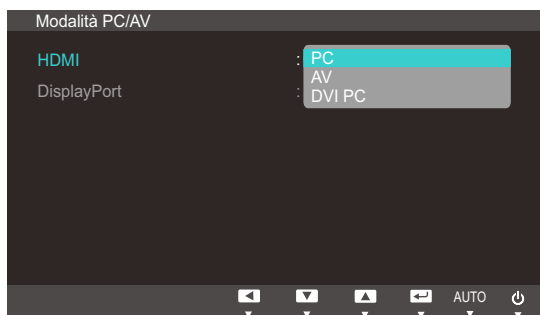 Modalità PC/AV
HDMI : PC
AV
DisplayPort : DVI PC
AUTO